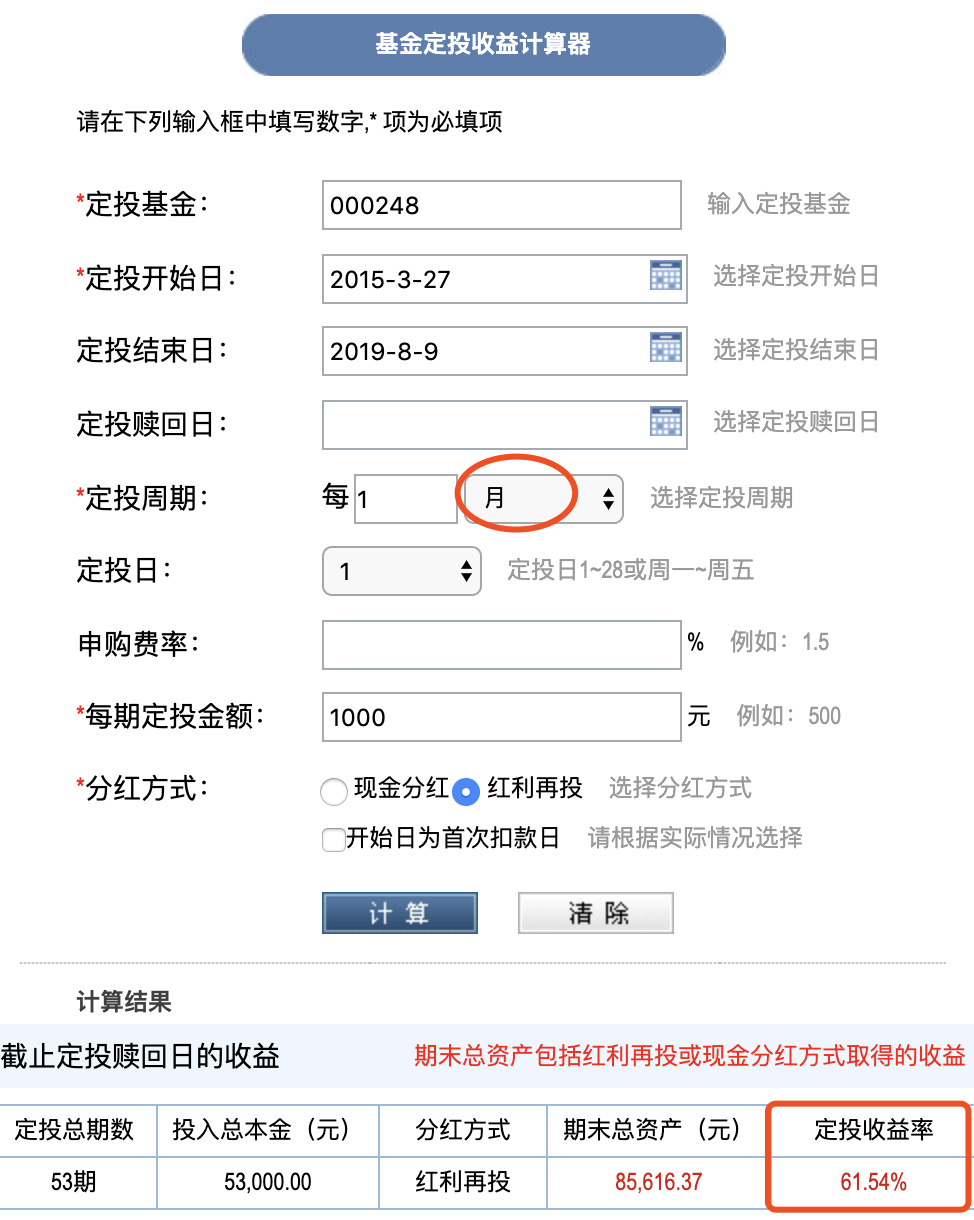 基金定投收益计算器
请在下列输入框中填写数字,* 项为必填项
*定投基金： 000248 输入定投基金
*定投开始日： 2015-3-27 选择定投开始日
定投结束日： 2019-8-9 选择定投结束日
定投赎回日： 选择定投赎回日
*定投周期： 每 1 月 选择定投周期
定投日： 1 定投日1~28或周一~周五
申购费率： % 例如：1.5
*每期定投金额： 1000 元 例如：500
*分红方式： 现金分红 红利再投 选择分红方式
开始日为首次扣款日 请根据实际情况选择
计 算 清 除
计算结果
截止定投赎回日的收益 期末总资产包括红利再投或现金分红方式取得的收益
定投总期数 投入总本金（元） 分红方式 期末总资产（元） 定投收益率
53期 53,000.00 红利再投 85,616.37 61.54%